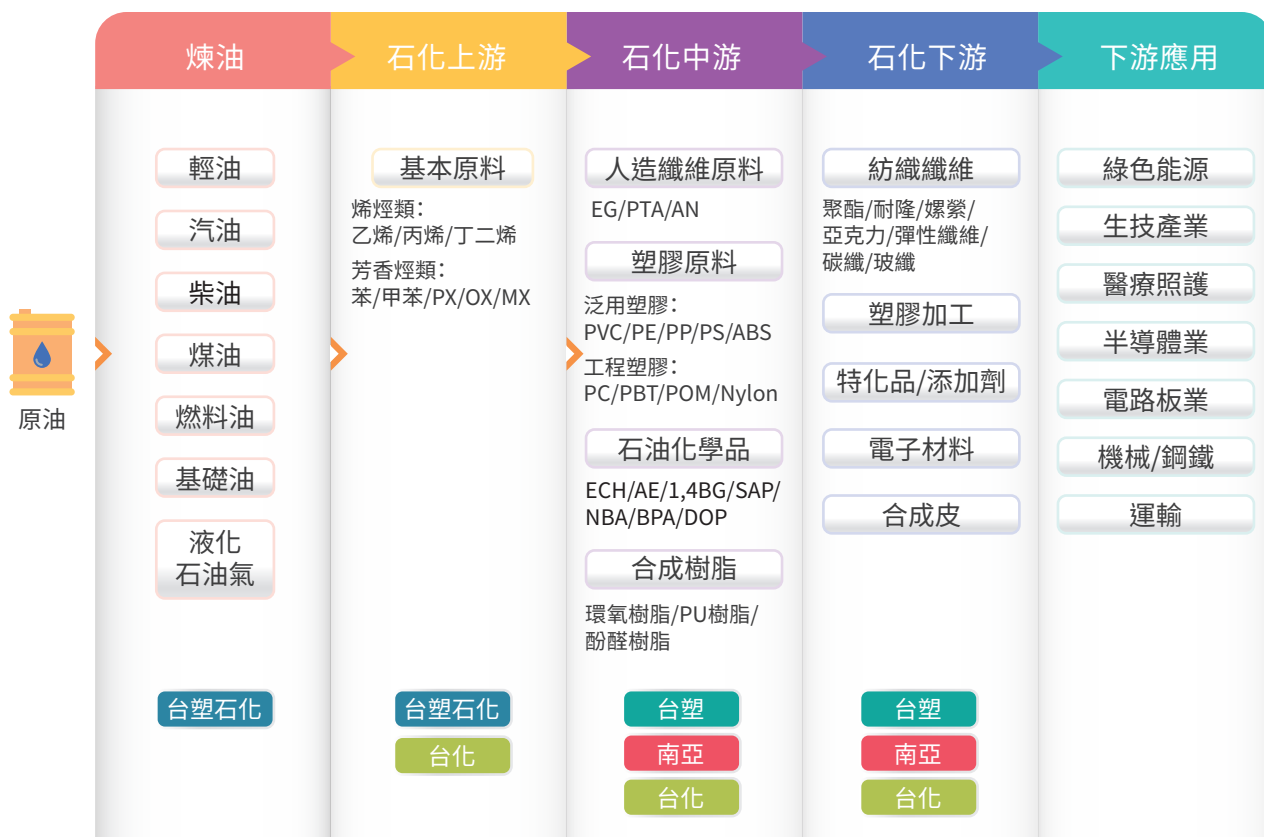 原油
煉油
輕油
汽油
柴油
煤油
燃料油
基礎油
液化
石油氣
台塑石化
石化上游
基本原料
烯烴類：
乙烯/丙烯/丁二烯
芳香烴類：
苯/甲苯/PX/OX/MX
台塑石化
台化
石化中游
人造纖維原料
EG/PTA/AN
塑膠原料
泛用塑膠：
PVC/PE/PP/PS/ABS
工程塑膠：
PC/PBT/POM/Nylon
石油化學品
ECH/AE/1,4BG/SAP/
NBA/BPA/DOP
合成樹脂
環氧樹脂/PU樹脂/
酚醛樹脂
台塑
南亞
台化
石化下游
紡織纖維
聚酯/耐隆/嫘縈/
亞克力/彈性纖維/
碳纖/玻纖
塑膠加工
特化品/添加劑
電子材料
合成皮
台塑
南亞
台化
下游應用
綠色能源
生技產業
醫療照護
半導體業
電路板業
機械/鋼鐵
運輸